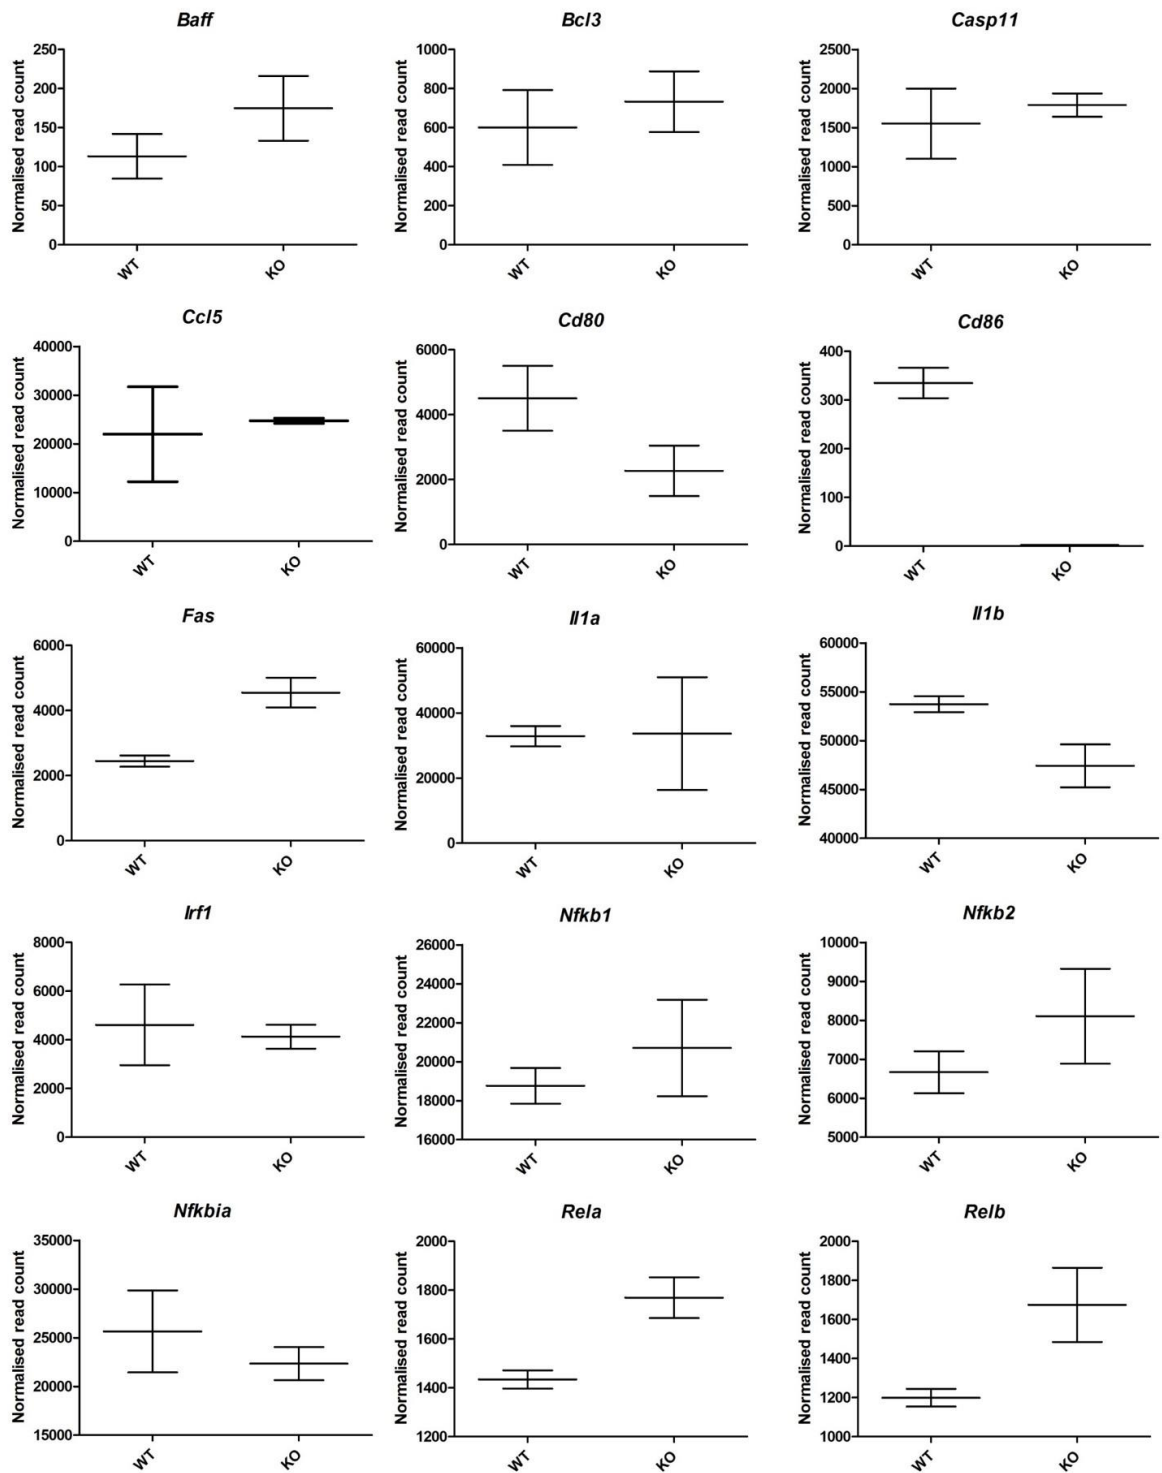 Baff
Bcl3
Casp11
Normalised read count
250
200
150
100
50
0
WT
KO
Normalised read count
1000
800
600
400
200
0
WT
KO
Normalised read count
2500
2000
1500
1000
500
0
WT
KO
Ccl5
Cd80
Cd86
Normalised read count
40000
30000
20000
10000
0
WT
KO
Normalised read count
6000
4000
2000
0
WT
KO
Normalised read count
400
300
200
100
0
WT
KO
Fas
Il1a
Il1b
Normalised read count
6000
4000
2000
0
WT
KO
Normalised read count
60000
40000
20000
0
WT
KO
Normalised read count
60000
55000
50000
45000
40000
WT
KO
Irf1
Nfkb1
Nfkb2
Normalised read count
8000
6000
4000
2000
0
WT
KO
Normalised read count
26000
24000
22000
20000
18000
16000
WT
KO
Normalised read count
10000
9000
8000
7000
6000
5000
WT
KO
Nfkbia
Rela
Relb
Normalised read count
35000
30000
25000
20000
15000
WT
KO
Normalised read count
2000
1800
1600
1400
1200
WT
KO
Normalised read count
2000
1800
1600
1400
1200
1000
WT
KO